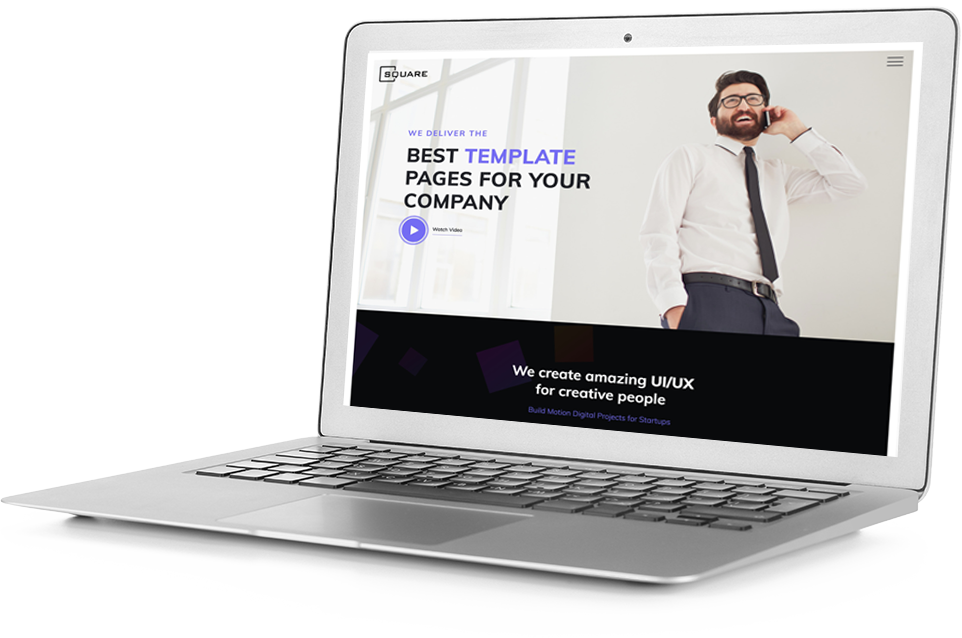 SQUARE
WE DELIVER THE
BEST TEMPLATE
PAGES FOR YOUR
COMPANY
Watch Video
We create amazing UI/UX
for creative people
Build Motion Digital Projects for Startups